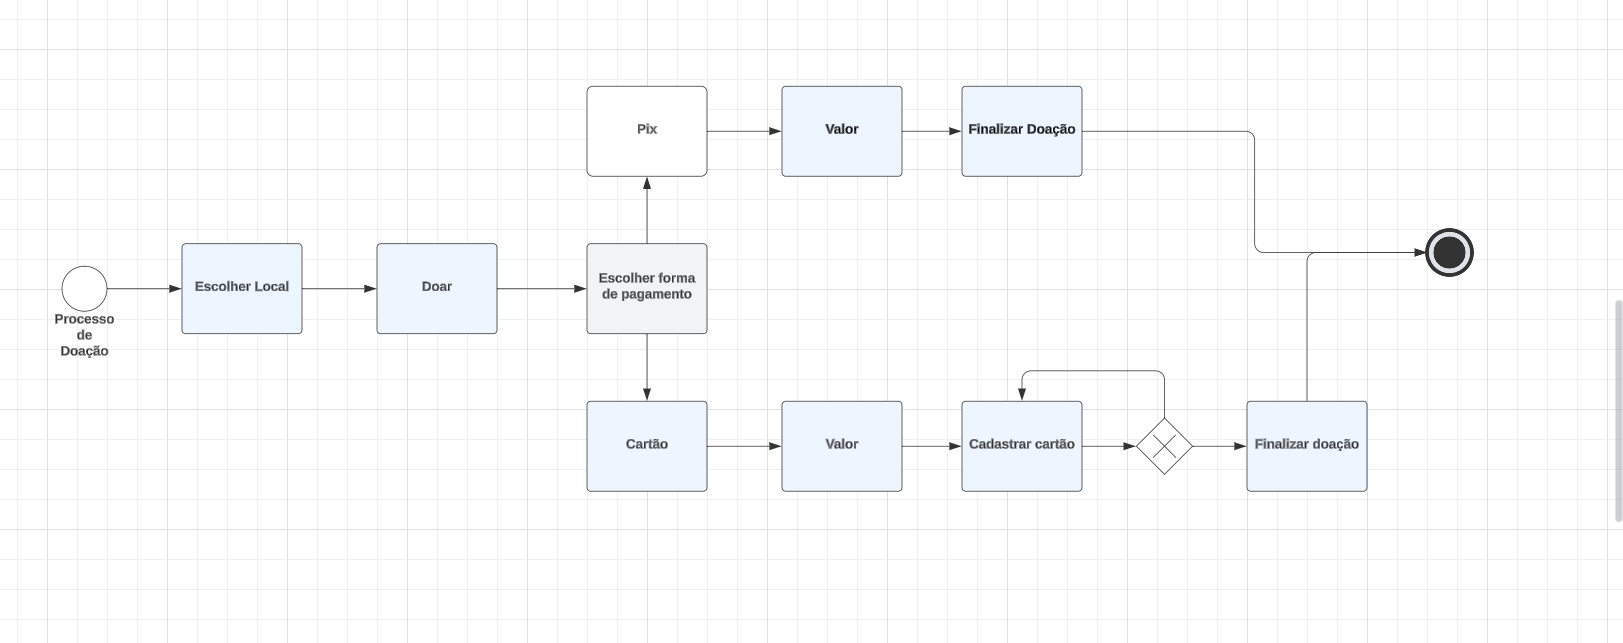 Pix
Valor
Finalizar Doação
Processo
de
Doação
Escolher Local
Doar
Escolher forma
de pagamento
Cartão
Valor
Cadastrar cartão
Finalizar doação